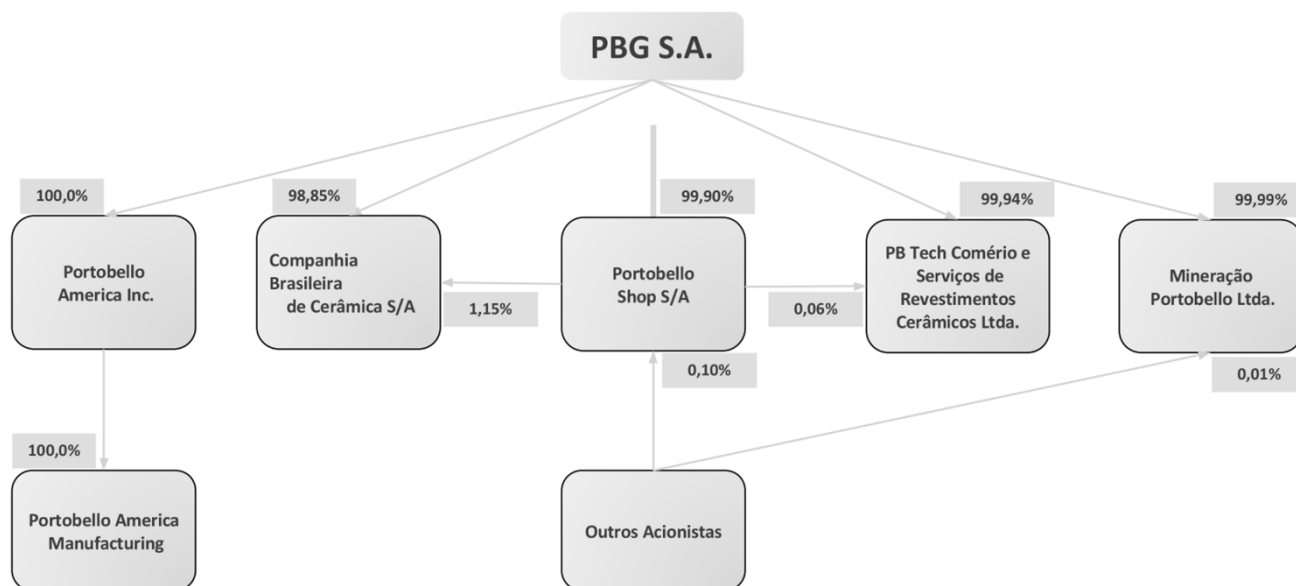 PBG S.A.
100,0%
98,85%
99,90%
99,94%
99,99%
Portobello
America Inc.
Companhia
Brasileira
de Cerâmica S/A
1,15%
Portobello
Shop S/A
0,06%
PB Tech Comério e
Serviços de
Revestimentos
Cerâmicos Ltda.
Mineração
Portobello Ltda.
0,10%
0,01%
100,0%
Portobello America
Manufacturing
Outros Acionistas